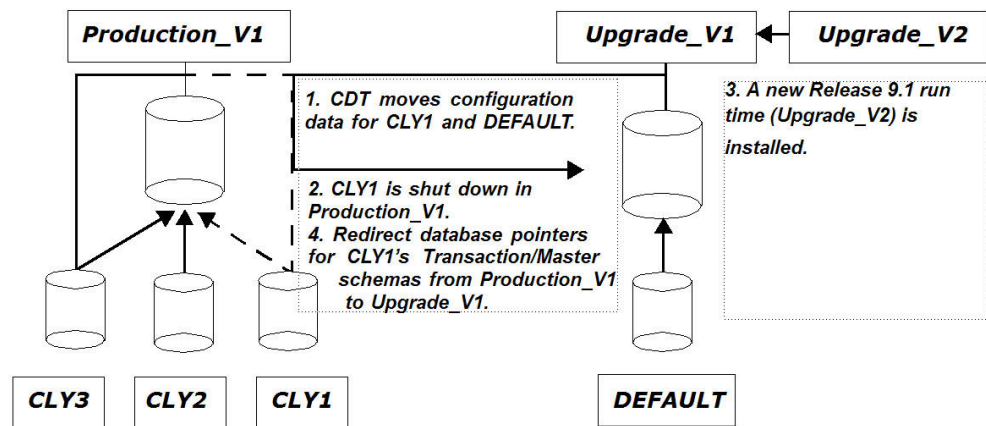 Production_V1
Upgrade_V1
Upgrade_V2
1. CDT moves configuration
data for CLY1 and DEFAULT.
2. CLY1 is shut down in
Production_V1.
4. Redirect database pointers
for CLY1's Transaction/Master
schemas from Production_V1
to Upgrade_V1.
3. A new Release 9.1 run
time (Upgrade_V2) is
installed.
CLY3
CLY2
CLY1
DEFAULT